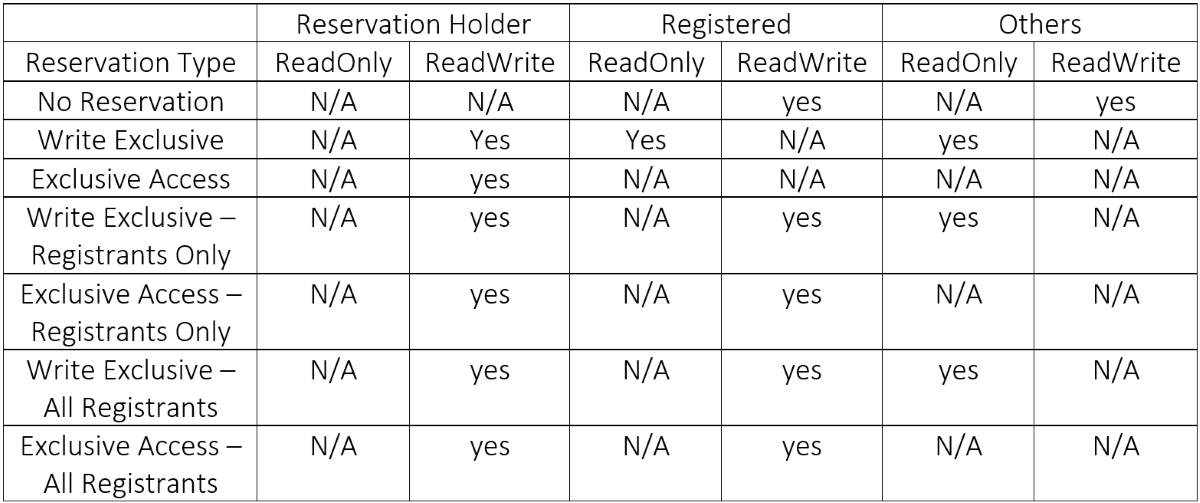 Reservation Holder Registered Others
Reservation Type ReadOnly ReadWrite ReadOnly ReadWrite ReadOnly ReadWrite
No Reservation N/A N/A N/A yes N/A yes
Write Exclusive N/A Yes Yes N/A yes N/A
Exclusive Access N/A yes N/A N/A N/A N/A
Write Exclusive – N/A yes N/A yes yes N/A
Registrants Only
Exclusive Access – N/A yes N/A yes N/A N/A
Registrants Only
Write Exclusive – N/A yes N/A yes yes N/A
All Registrants
Exclusive Access – N/A yes N/A yes N/A N/A
All Registrants